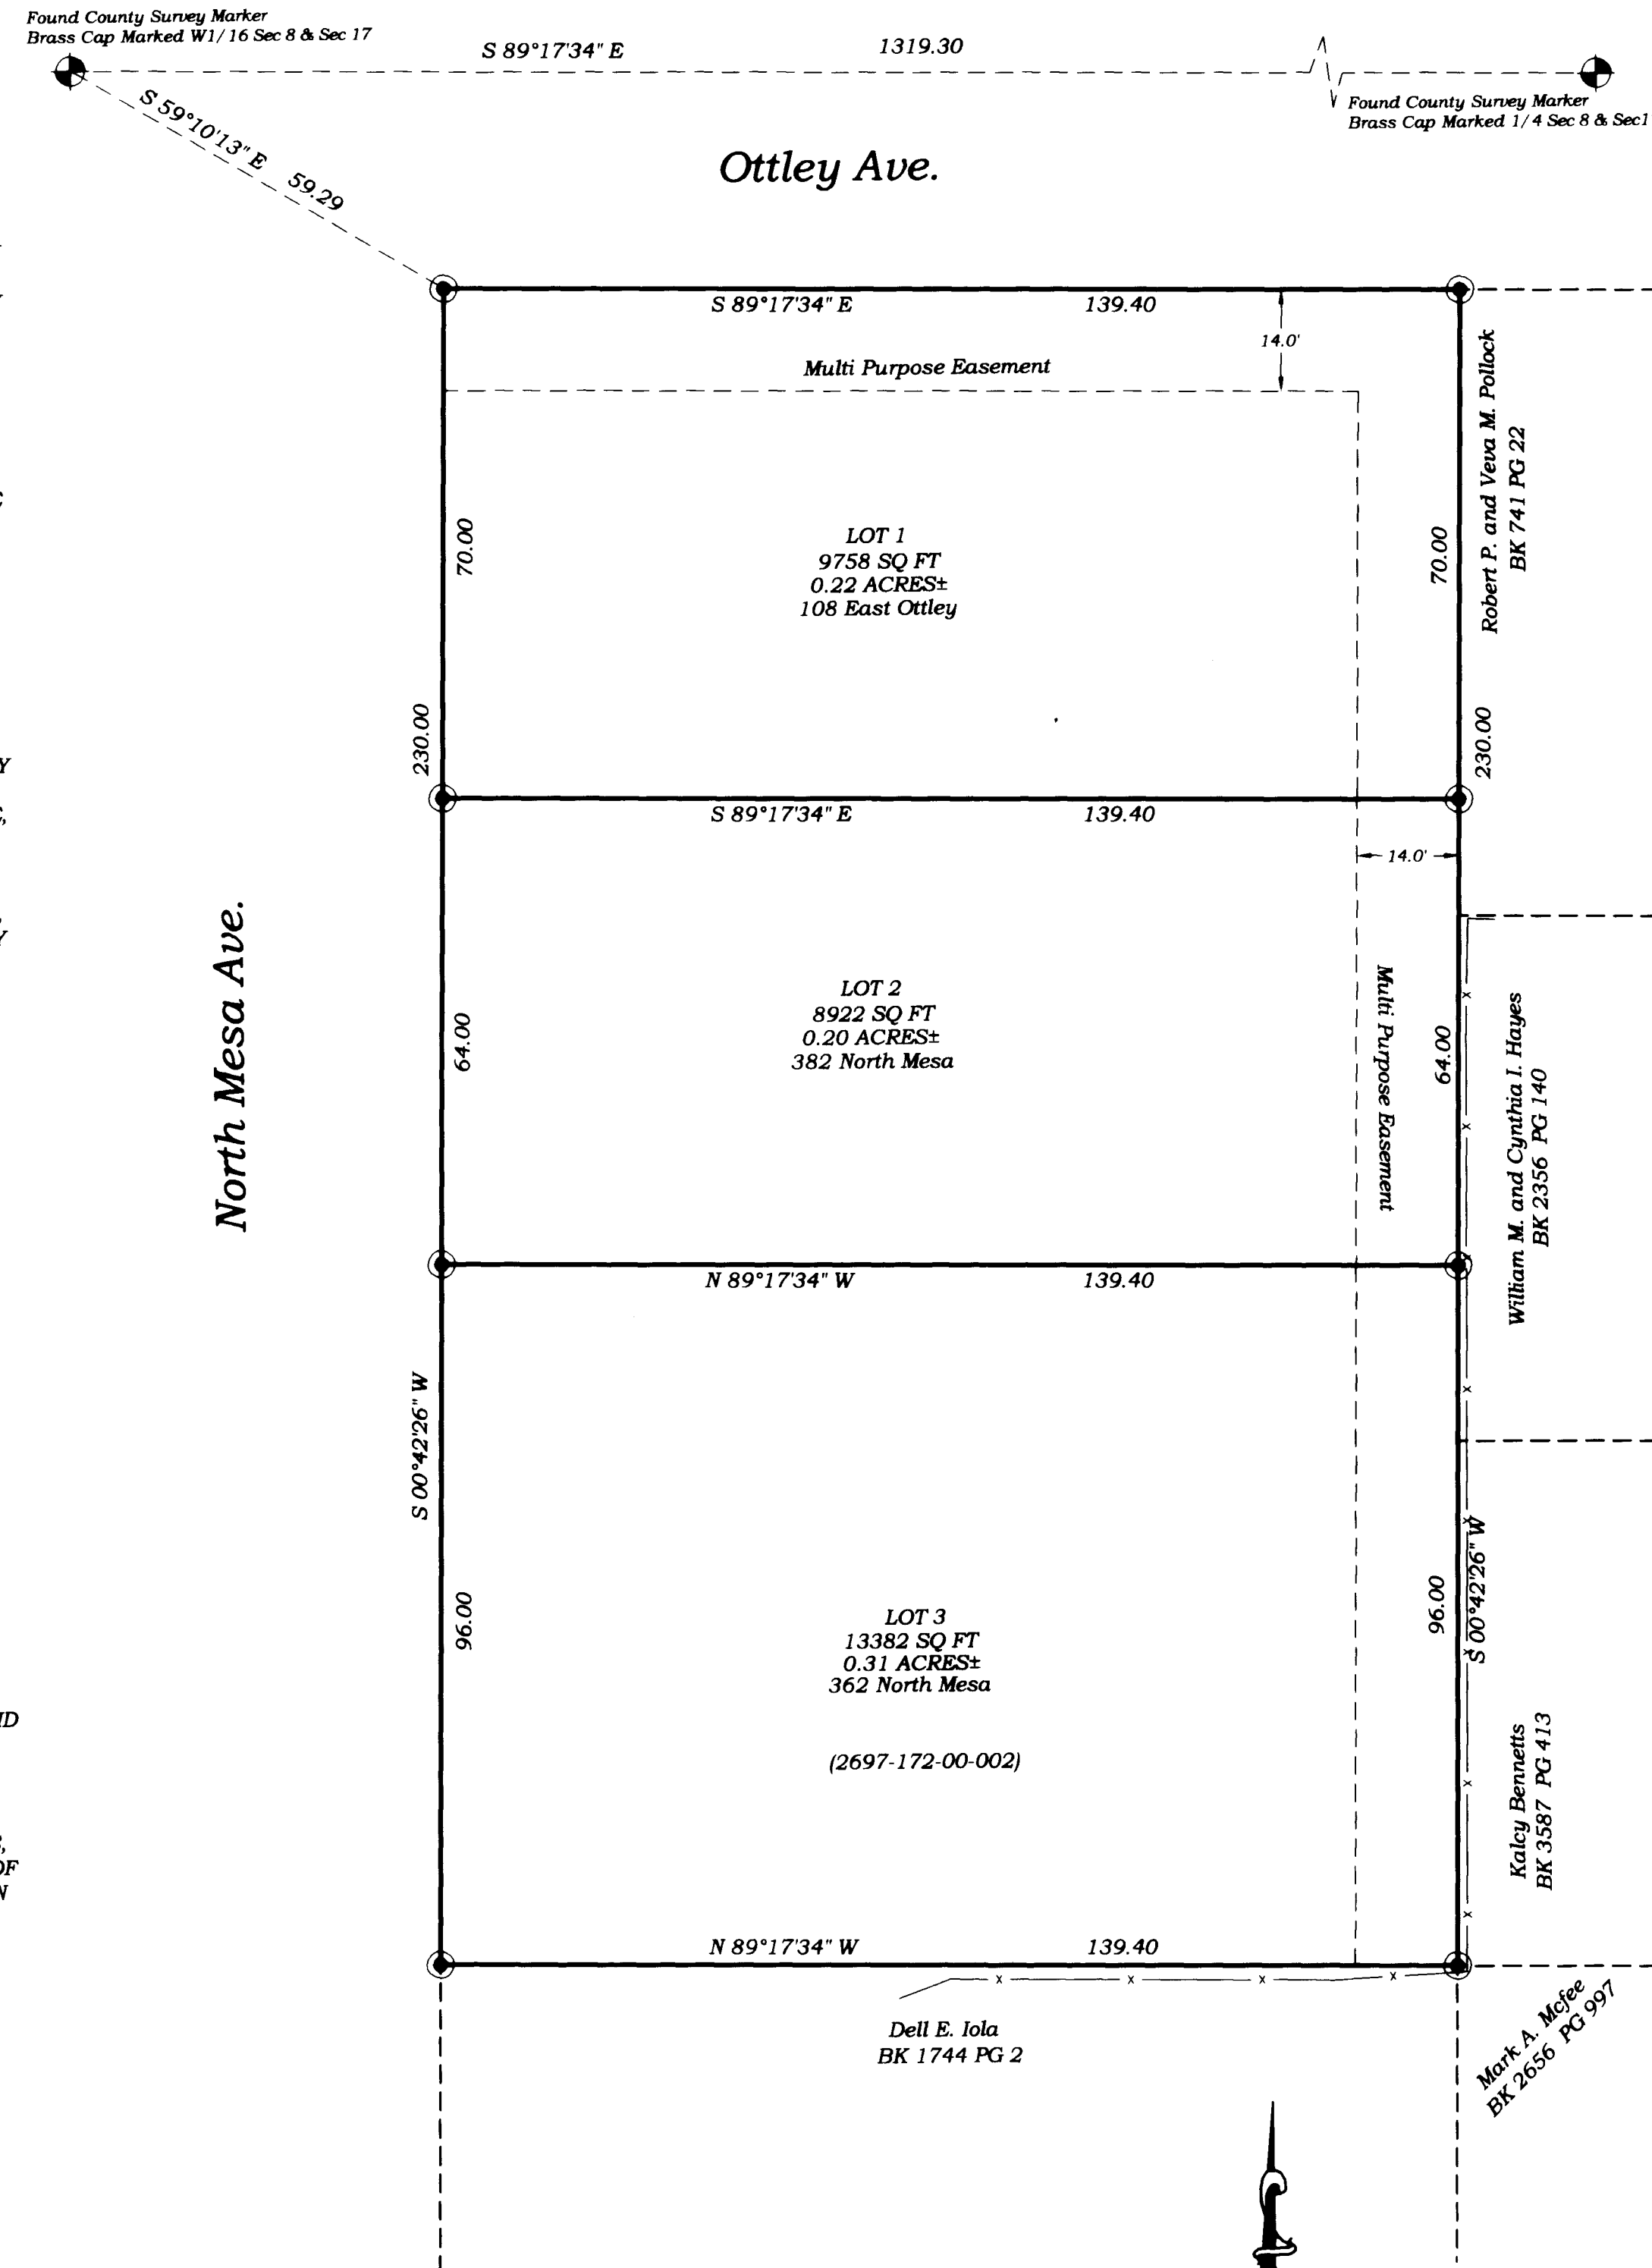 Found County Survey Marker
Brass Cap Marked W1/16 Sec 8 & Sec 17
S 89°17'34" E 1319.30
Found County Survey Marker
Brass Cap Marked 1/4 Sec 8 & Sec1
S 59°10'13" E 59.29
Ottley Ave.
S 89°17'34" E 139.40
14.0'
Multi Purpose Easement
Robert P. and Veva M. Pollock
BK 741 PG 22
70.00
LOT 1
9758 SQ FT
0.22 ACRES±
108 East Ottley
70.00
230.00
230.00
Y
S 89°17'34" E 139.40
14.0'
North Mesa Ave.
Y
LOT 2
8922 SQ FT
0.20 ACRES±
382 North Mesa
64.00
64.00
Multi Purpose Easement
William M. and Cynthia I. Hayes
BK 2356 PG 140
N 89°17'34" W 139.40
S 00°42'26" W
S 00°42'26" W
96.00
96.00
LOT 3
13382 SQ FT
0.31 ACRES±
362 North Mesa
(2697-172-00-002)
ID
Kalcy Bennetts
BK 3587 PG 413
OF
N 89°17'34" W 139.40
Dell E. Iola
BK 1744 PG 2
Mark A. Mcfee
BK 2656 PG 997